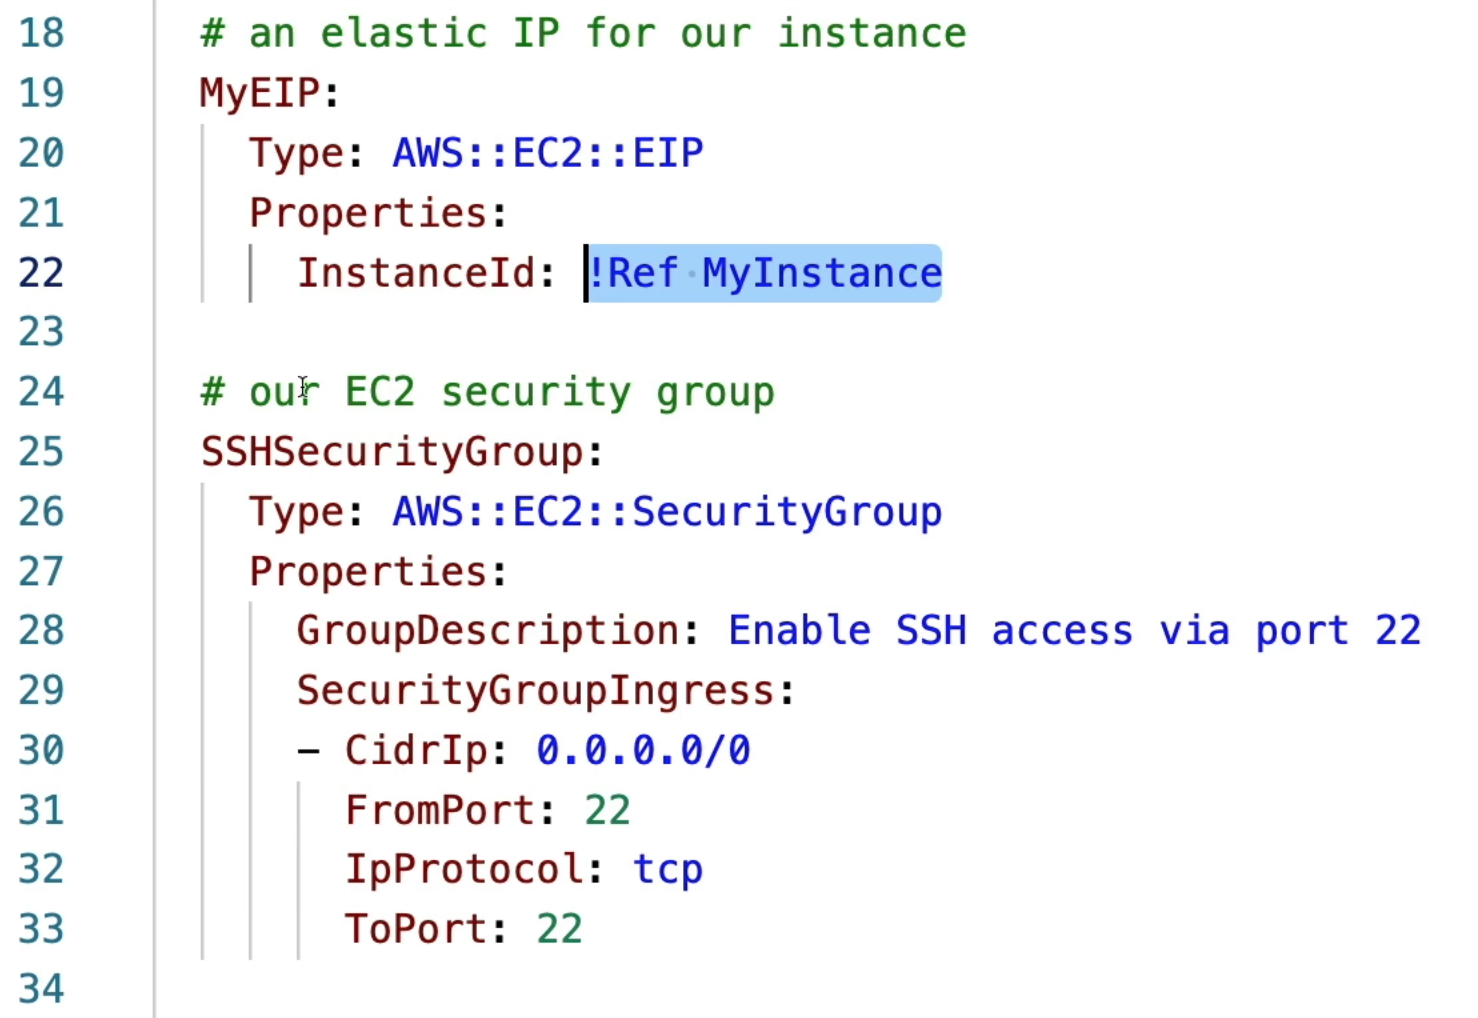 18 # an elastic IP for our instance
19 MyEIP:
20 Type: AWS::EC2::EIP
21 Properties:
22 InstanceId: !Ref MyInstance
23
24 # our EC2 security group
25 SSHSecurityGroup:
26 Type: AWS::EC2::SecurityGroup
27 Properties:
28 GroupDescription: Enable SSH access via port 22
29 SecurityGroupIngress:
30 - CidrIp: 0.0.0.0/0
31 FromPort: 22
32 IpProtocol: tcp
33 ToPort: 22
34